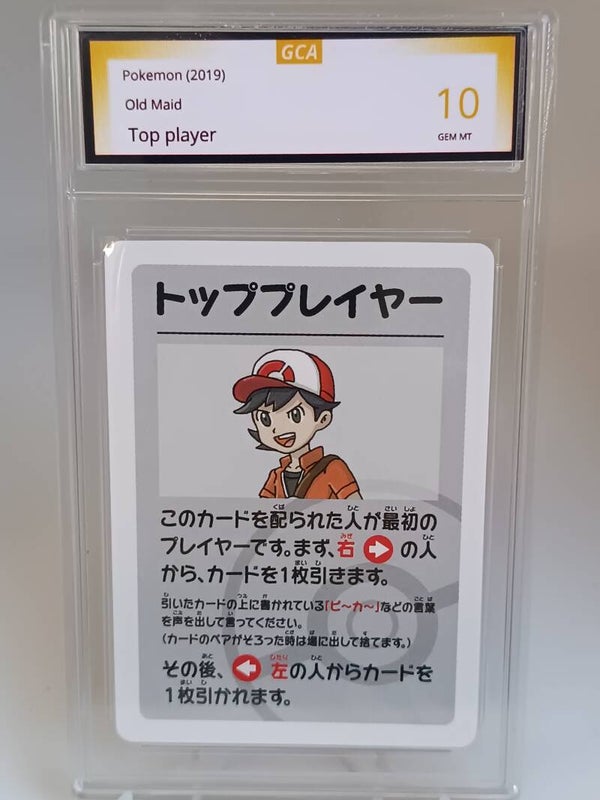 GCA
Pokemon (2019)
Old Maid
Top player
10
GEM MT
トッププレイヤー
このカードを配られた人が最初の
プレイヤーです。まず、右の人
から、カードを1枚引きます。
引いたカードの上に書かれている「ピ〜カ〜」などの言葉
を声を出して言ってください。
(カードのペアがそろった時は場に出して捨てます。)
その後、左の人からカードを
1枚引かれます。